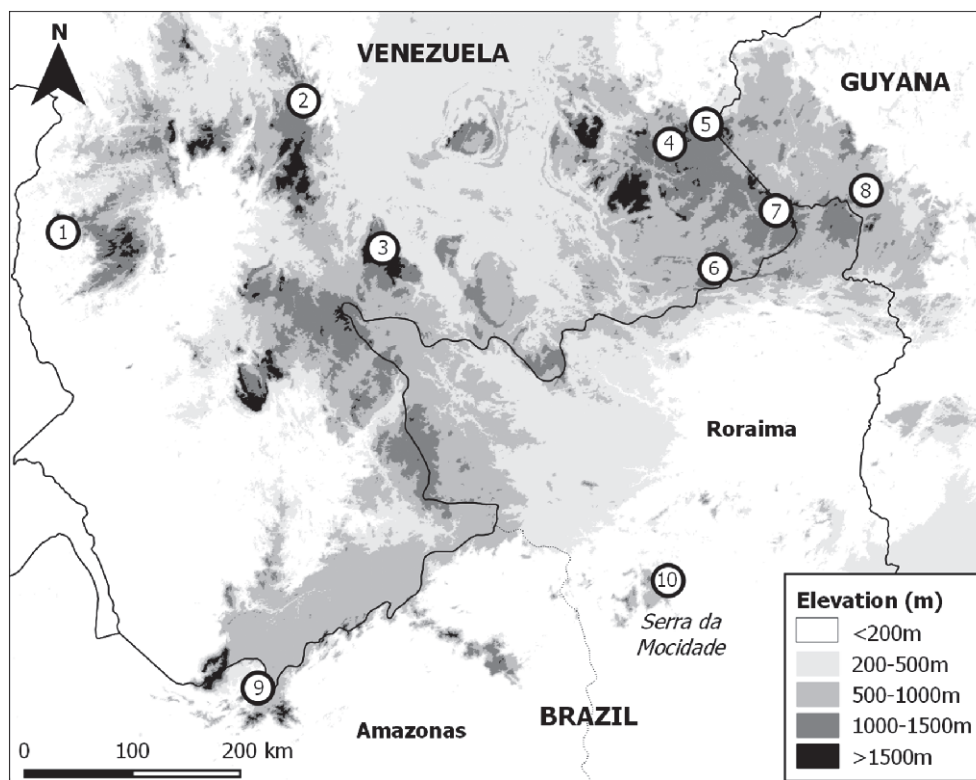 N
VENEZUELA
GUYANA
2
5
4
8
7
1
3
6
Roraima
10
Serra da
Mocidade
9
Amazonas
BRAZIL
0 100 200 km
Elevation (m)
<200m
200-500m
500-1000m
1000-1500m
>1500m